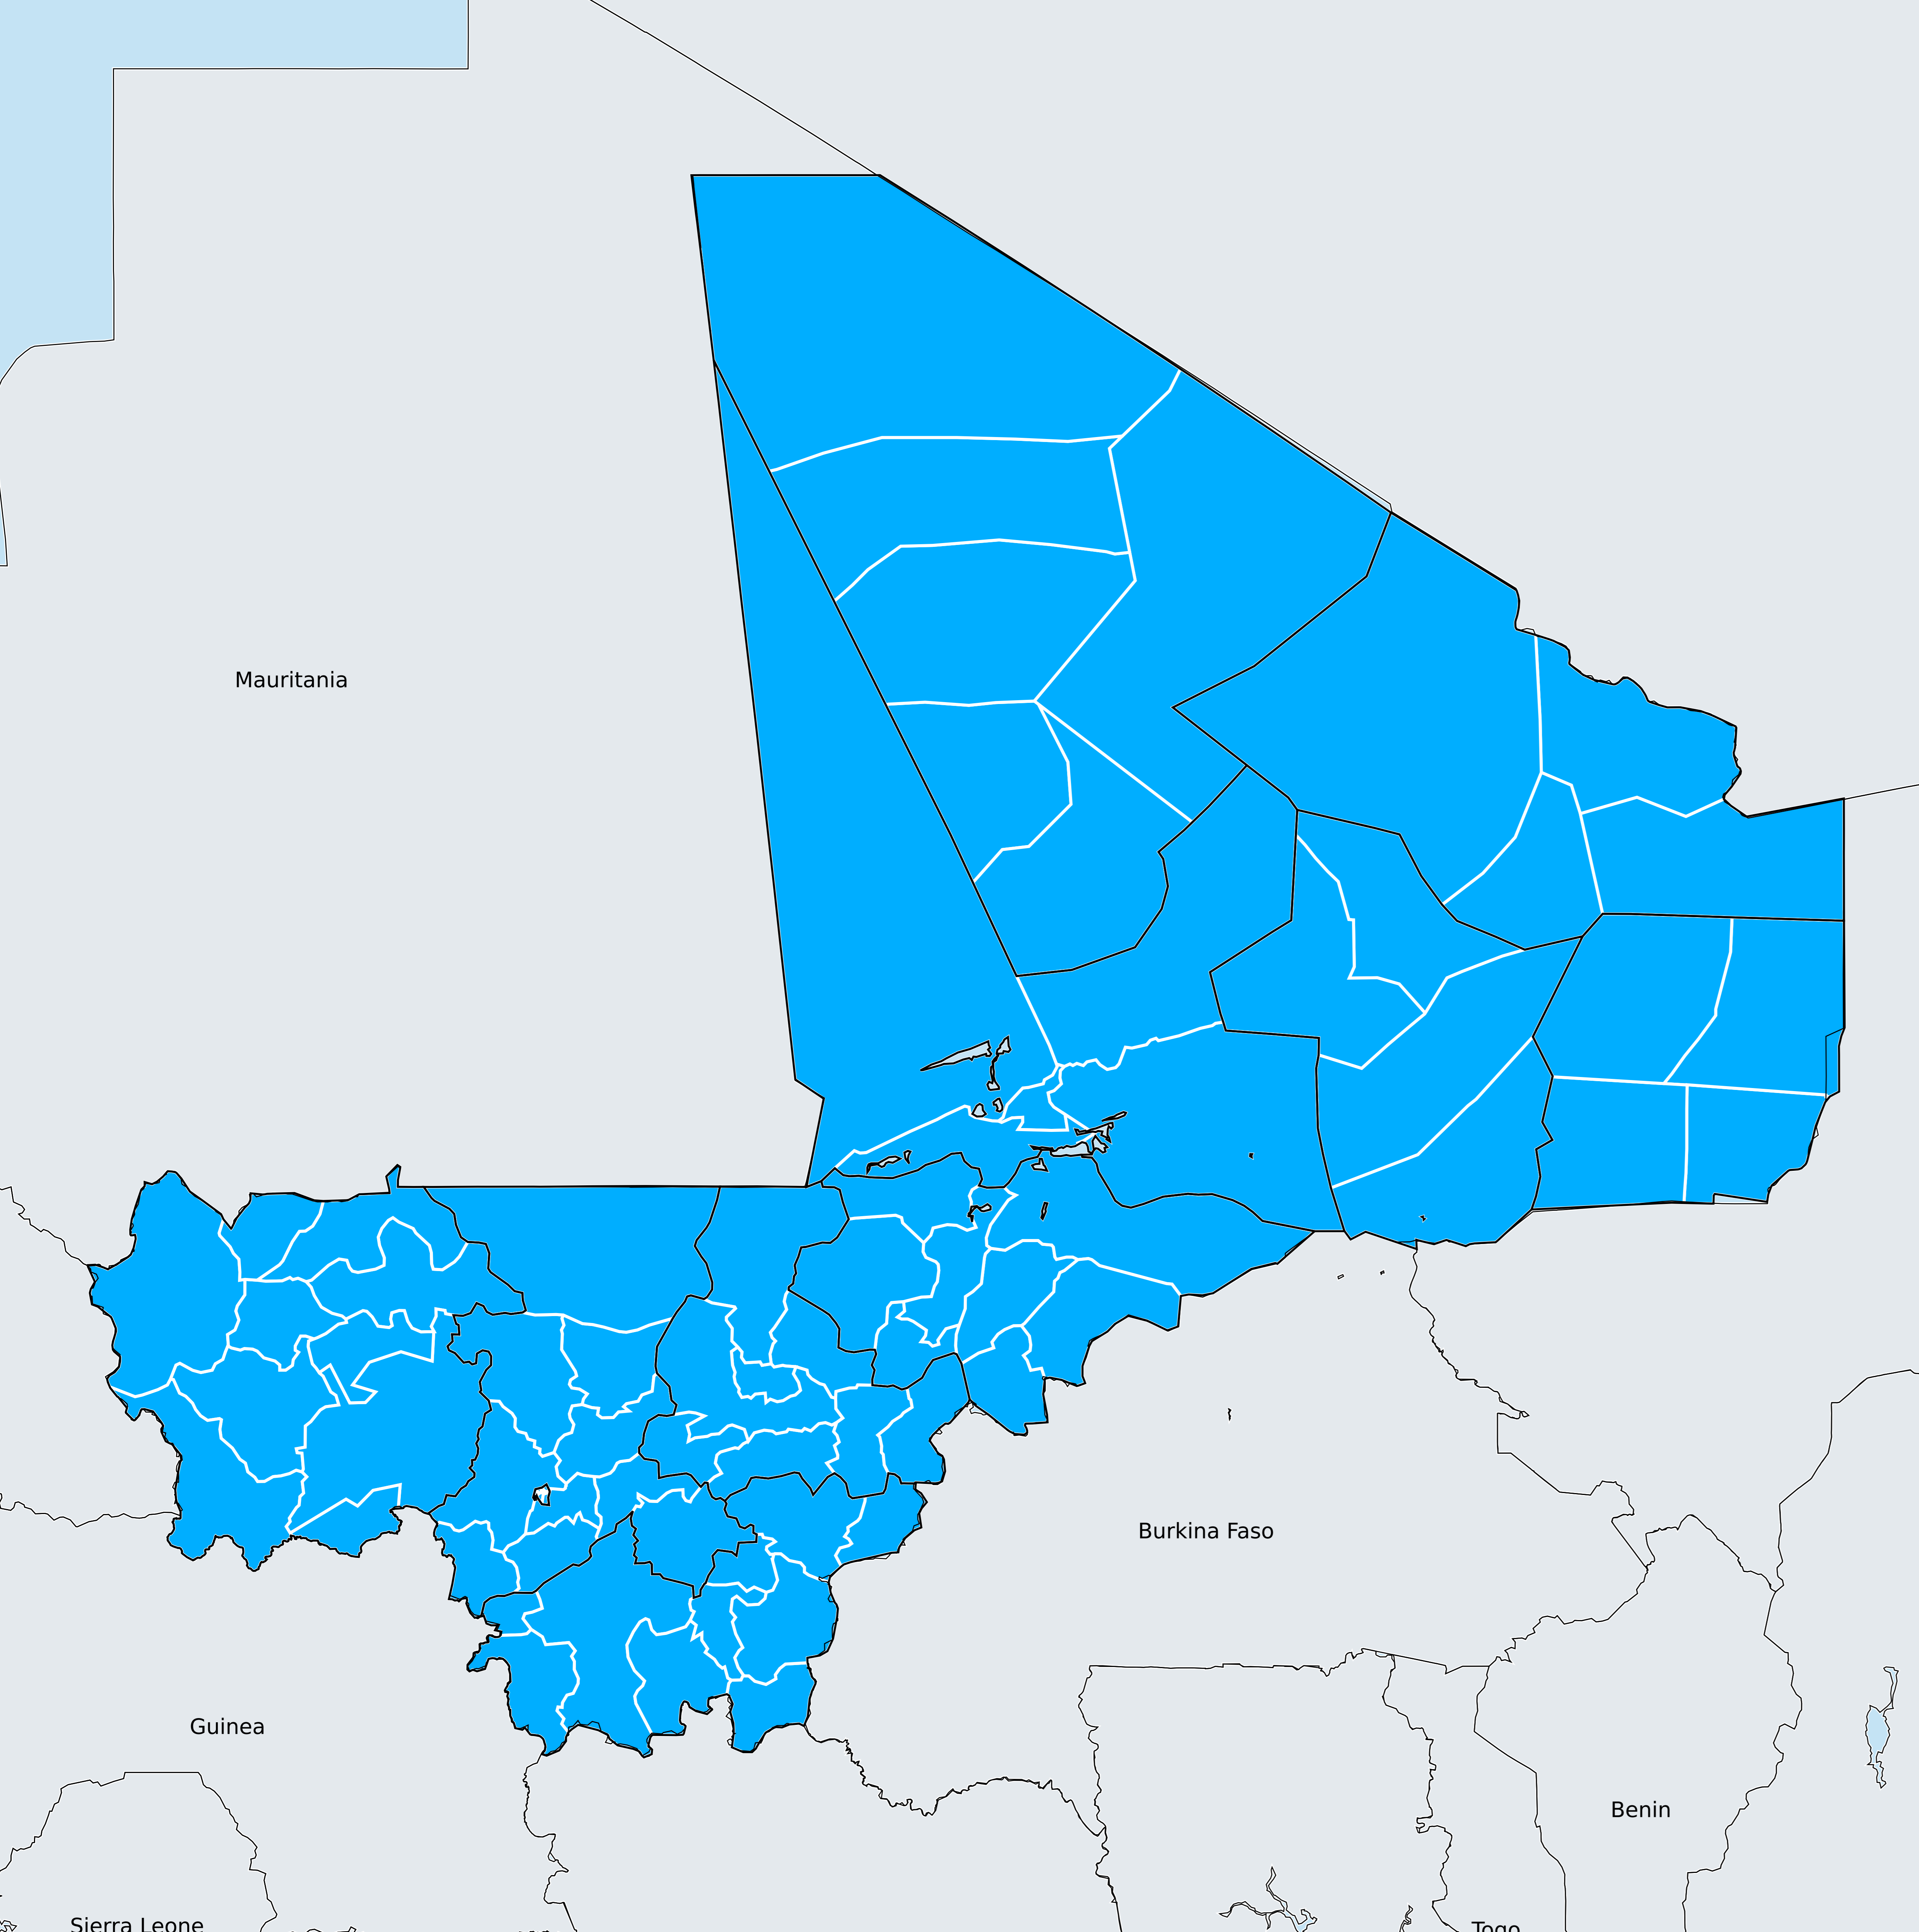 Mauritania
Burkina Faso
Guinea
Benin
Sierra Leone
Togo